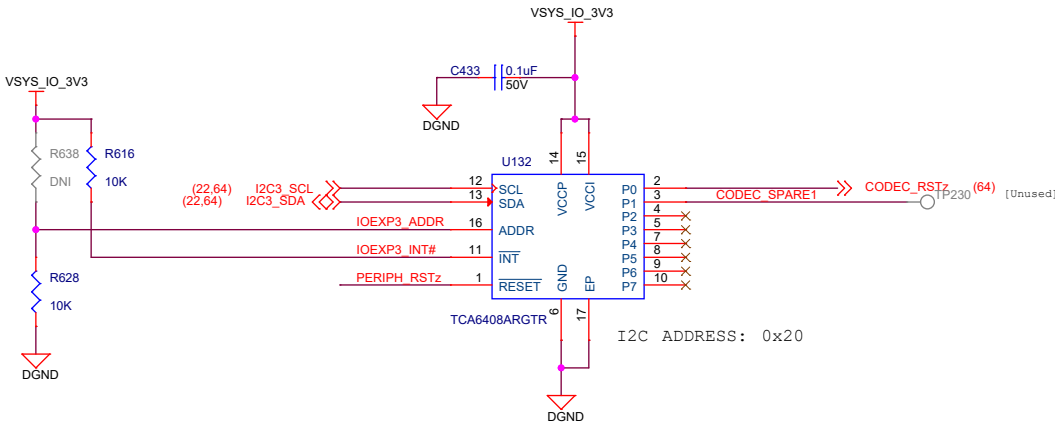 VSYS_IO_3V3
C433
0.1uF
50V
VSYS_IO_3V3
DGND
R638
DNI
R616
10K
14
15
U132
(22,64)
I2C3_SCL
12
SCL
VCCP
VCCI
P0
2
CODEC_RSTz
(64)
(22,64)
I2C3_SDA
13
SDA
P1
3
CODEC_SPARE1
TP230
[Unused]
P2
4
IOEXP3_ADDR
16
ADDR
P3
5
P4
7
IOEXP3_INT#
11
INT
P5
8
P6
9
R628
10K
PERIPH_RSTz
1
RESET
GND
EP
P7
10
TCA6408ARGTR
6
17
I2C ADDRESS: 0x20
DGND
DGND